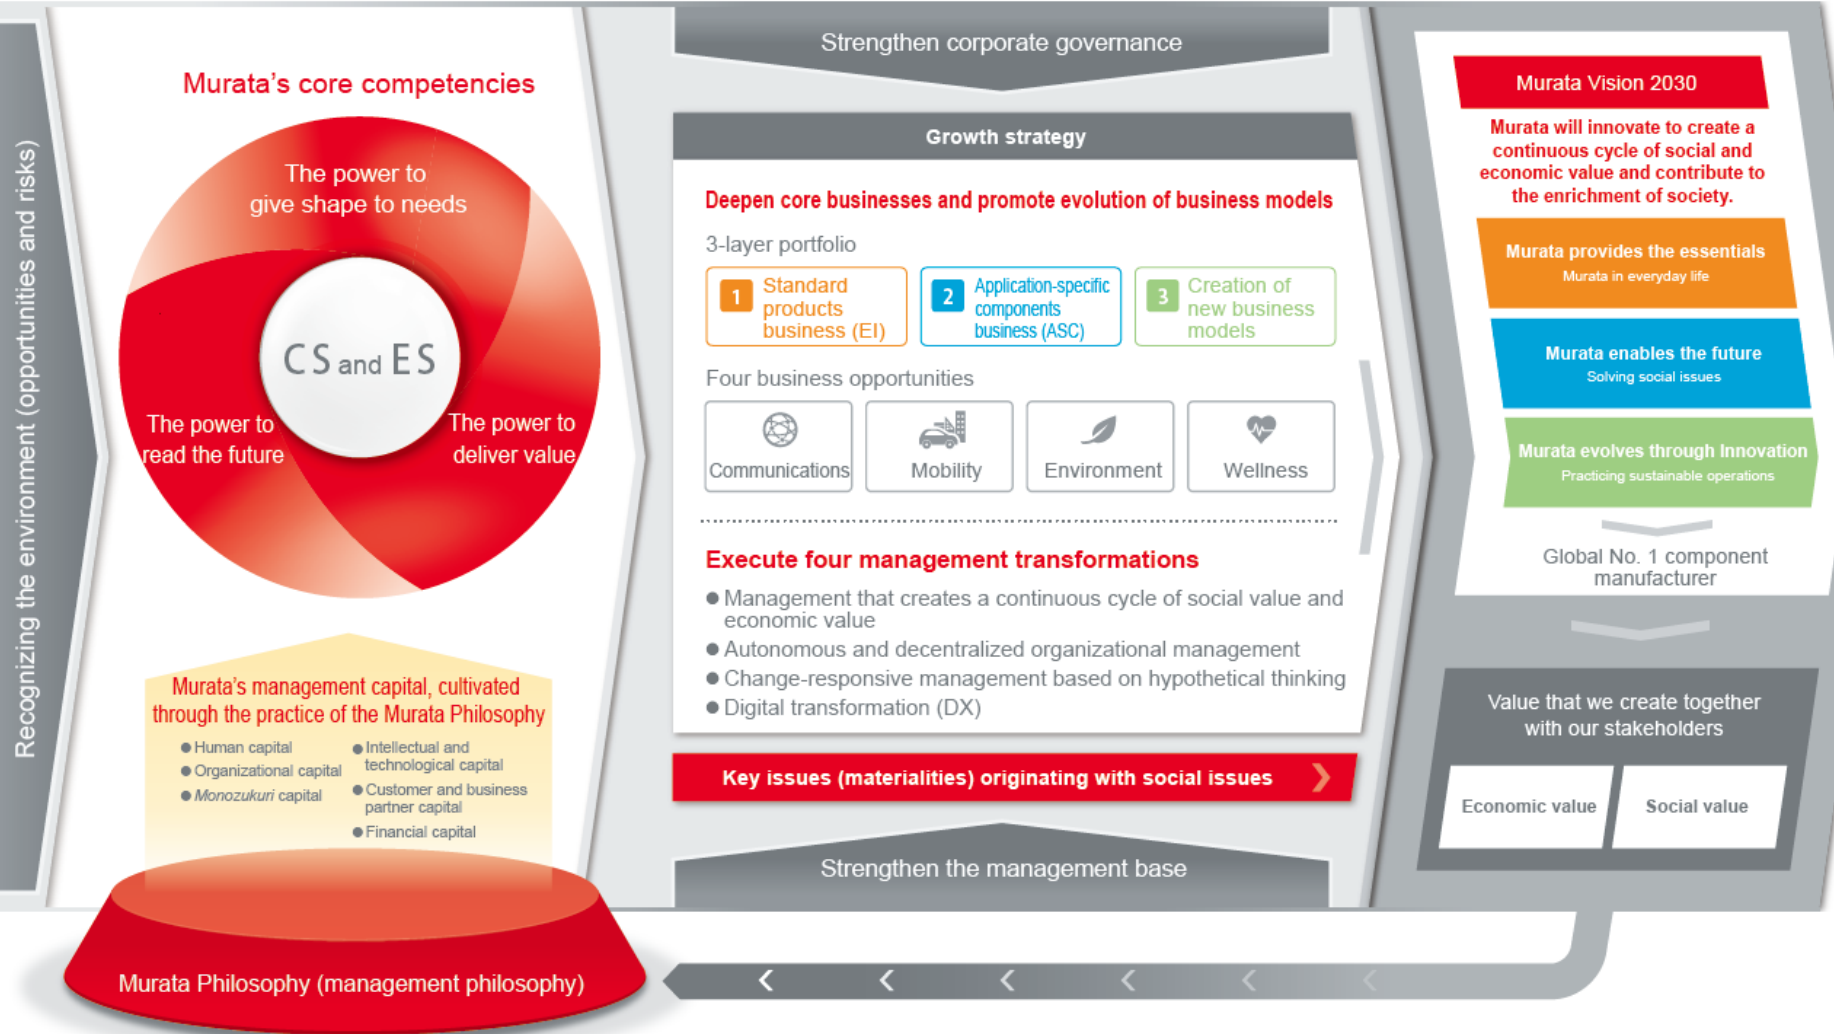 Recognizing the environment (opportunities and risks)
Murata's core competencies
The power to
give shape to needs
CS and ES
The power to
read the future
The power to
deliver value
Murata's management capital, cultivated
through the practice of the Murata Philosophy
● Human capital
● Organizational capital
● Monozukuri capital
● Intellectual and
technological capital
● Customer and business
partner capital
● Financial capital
Murata Philosophy (management philosophy)
Strengthen corporate governance
Growth strategy
Deepen core businesses and promote evolution of business models
3-layer portfolio
1 Standard
products
business (EI)
2 Application-specific
components
business (ASC)
3 Creation of
new business
models
Four business opportunities
Communications
Mobility
Environment
Wellness
Execute four management transformations
● Management that creates a continuous cycle of social value and
economic value
● Autonomous and decentralized organizational management
● Change-responsive management based on hypothetical thinking
● Digital transformation (DX)
Key issues (materialities) originating with social issues
Strengthen the management base
Murata Vision 2030
Murata will innovate to create a
continuous cycle of social and
economic value and contribute to
the enrichment of society.
Murata provides the essentials
Murata in everyday life
Murata enables the future
Solving social issues
Murata evolves through Innovation
Practicing sustainable operations
Global No. 1 component
manufacturer
Value that we create together
with our stakeholders
Economic value
Social value